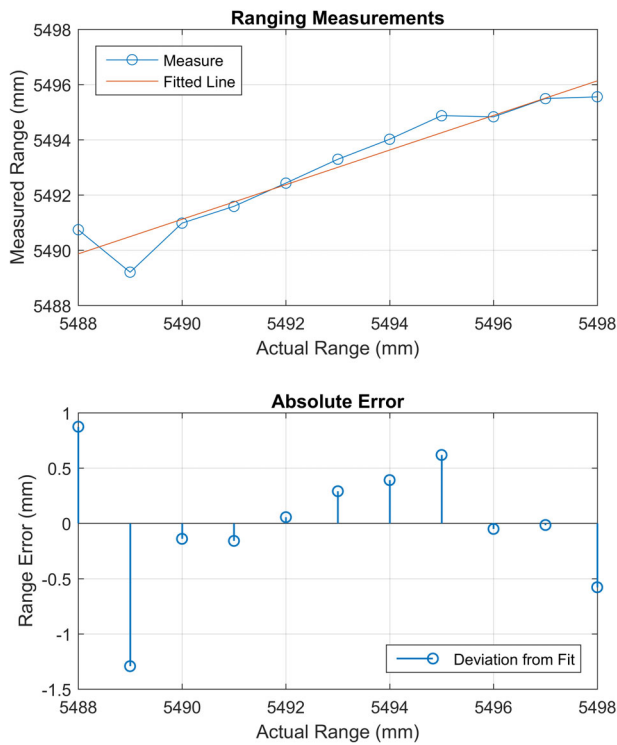 Ranging Measurements
Measured Range (mm)
5498
5496
5494
5492
5490
5488
Measure
Fitted Line
5488
5490
5492
5494
5496
5498
Actual Range (mm)
Absolute Error
Range Error (mm)
1
0.5
0
-0.5
-1
-1.5
Deviation from Fit
5488
5490
5492
5494
5496
5498
Actual Range (mm)